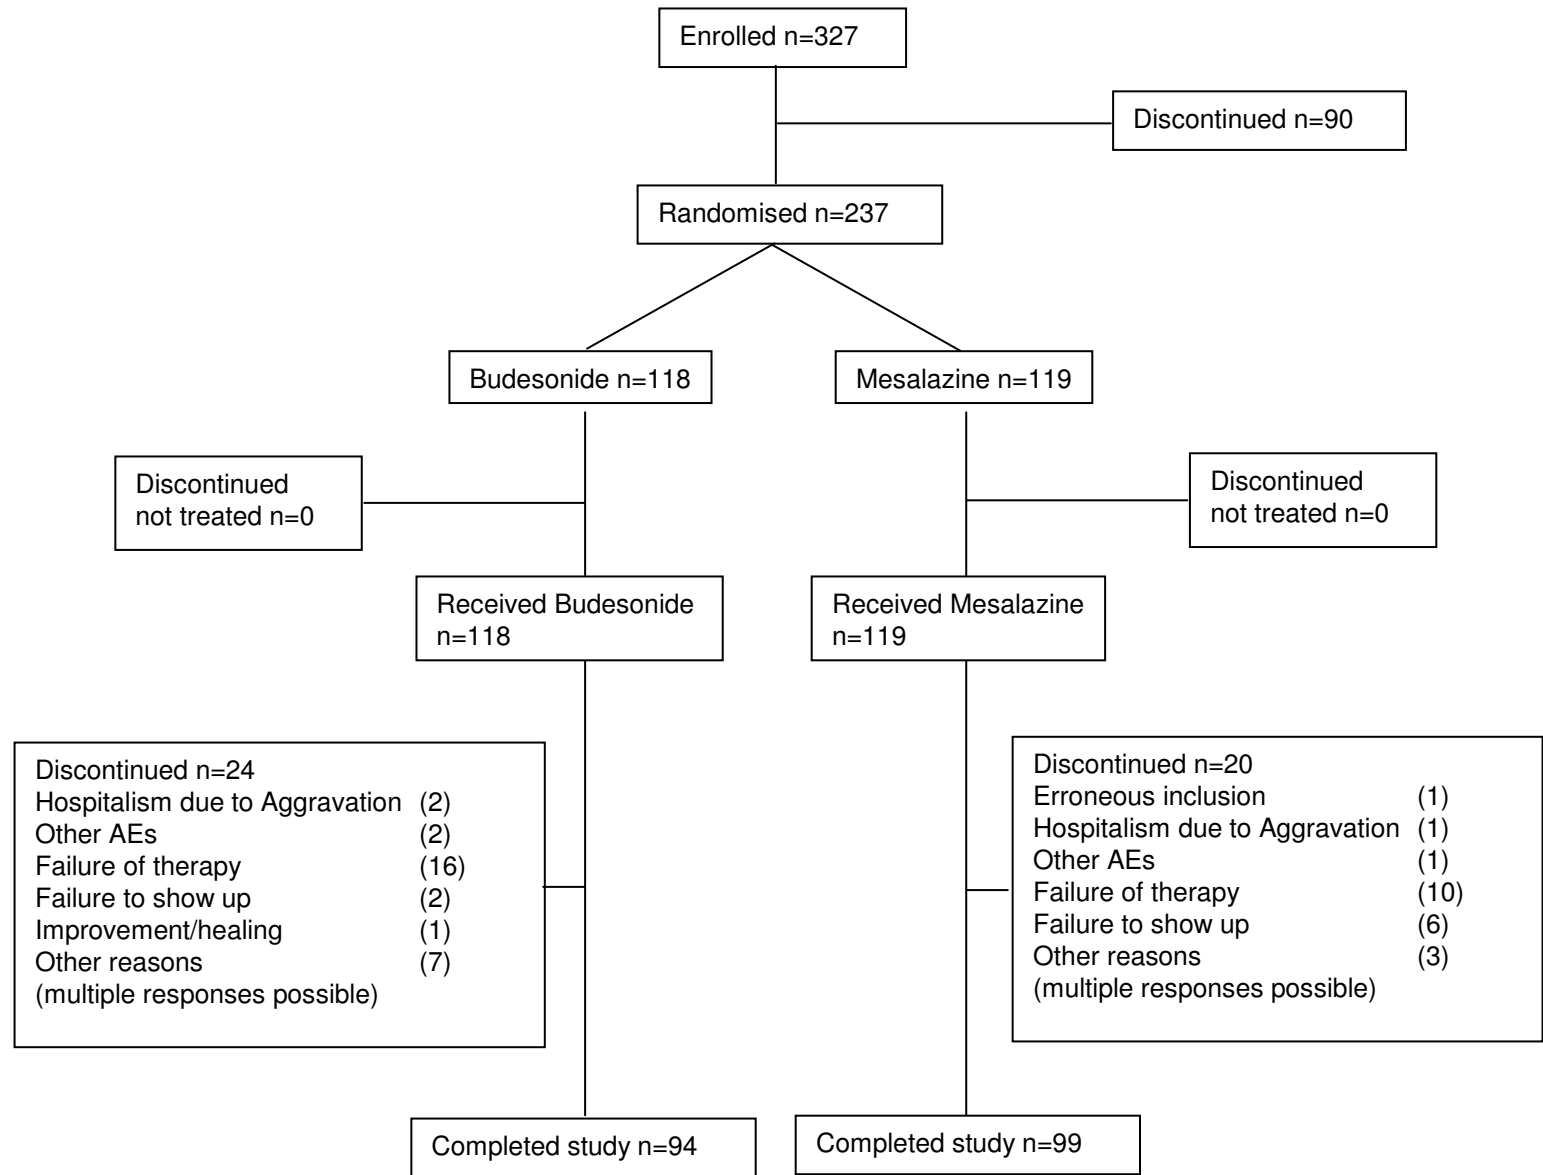 Enrolled n=327
Discontinued n=90
Randomised n=237
Budesonide n=118
Mesalazine n=119
Discontinued
not treated n=0
Discontinued
not treated n=0
Received Budesonide
n=118
Received Mesalazine
n=119
Discontinued n=24
Hospitalism due to Aggravation (2)
Other AEs (2)
Failure of therapy (16)
Failure to show up (2)
Improvement/healing (1)
Other reasons (7)
(multiple responses possible)
Discontinued n=20
Erroneous inclusion (1)
Hospitalism due to Aggravation (1)
Other AEs (1)
Failure of therapy (10)
Failure to show up (6)
Other reasons (3)
(multiple responses possible)
Completed study n=94
Completed study n=99